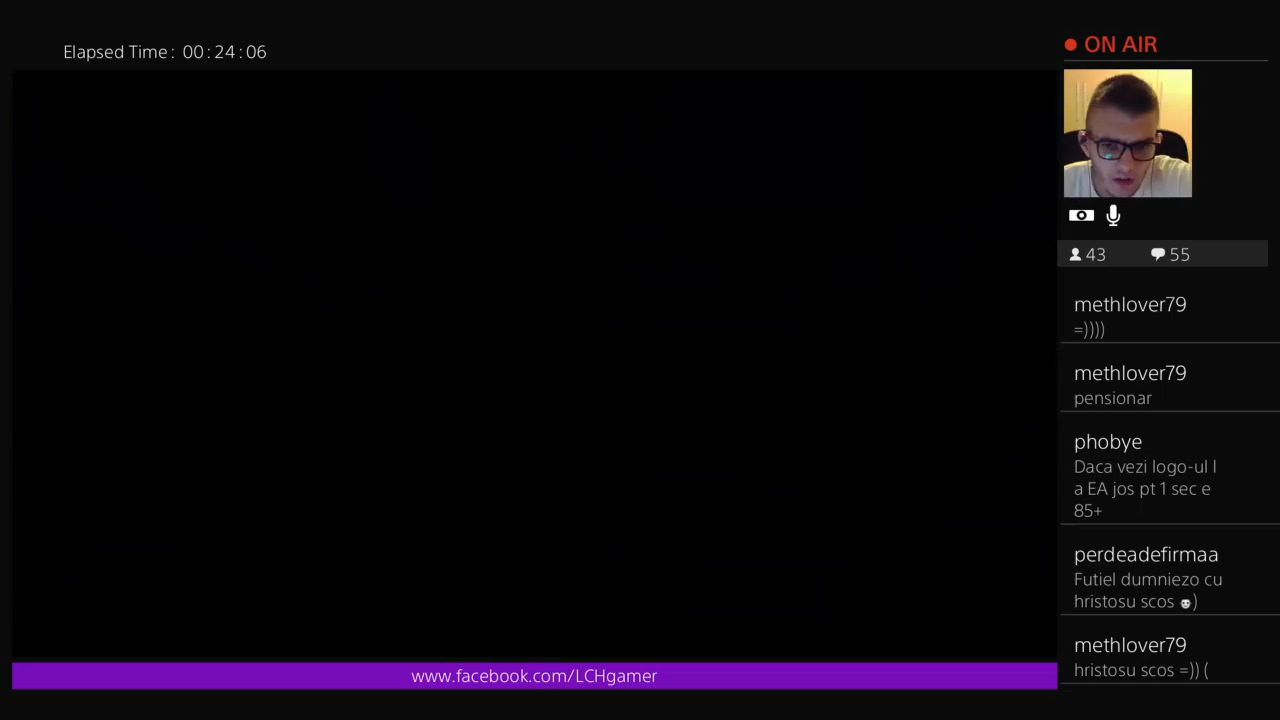 Elapsed Time: 00:24:06
ON AIR
43
55
methlover79
=))))
methlover79
pensionar
phobye
Daca vezi logo-ul l
a EA jos pt 1 sec e
85+
perdeadefirmaa
Futiel dumniezo cu
hristosu scos )
methlover79
hristosu scos =)) (
www.facebook.com/LCHgamer